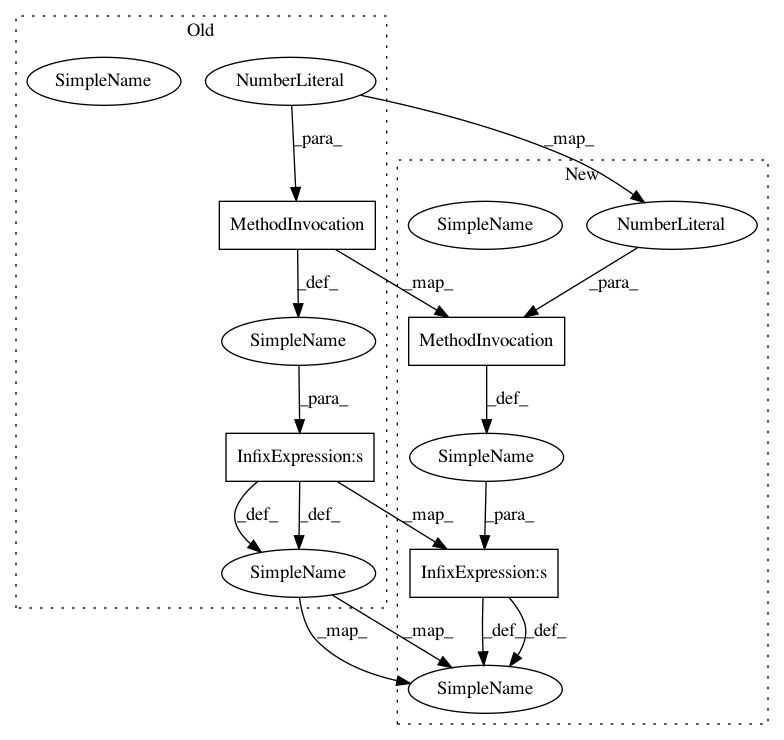 Old
SimpleName
NumberLiteral
_para_
_map_
New
MethodInvocation
SimpleName
NumberLiteral
_def_
_map_
_para_
SimpleName
MethodInvocation
_para_
_def_
InfixExpression:s
SimpleName
_def_
_def_
_map_
_para_
SimpleName
InfixExpression:s
_map_
_map_
_def_
_def_
SimpleName